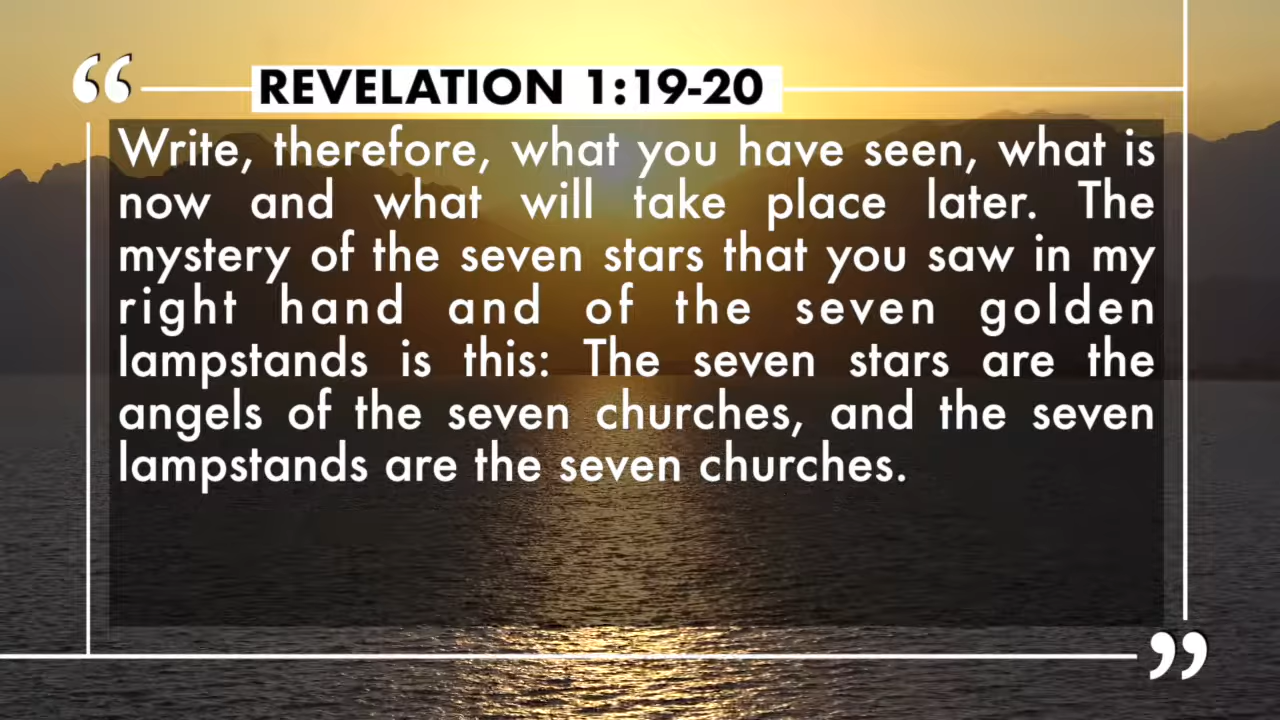 “
REVELATION 1:19-20
Write, therefore, what you have seen, what is
now and what will take place later. The
mystery of the seven stars that you saw in my
right hand and of the seven golden
lampstands is this: The seven stars are the
angels of the seven churches, and the seven
lampstands are the seven churches.
”